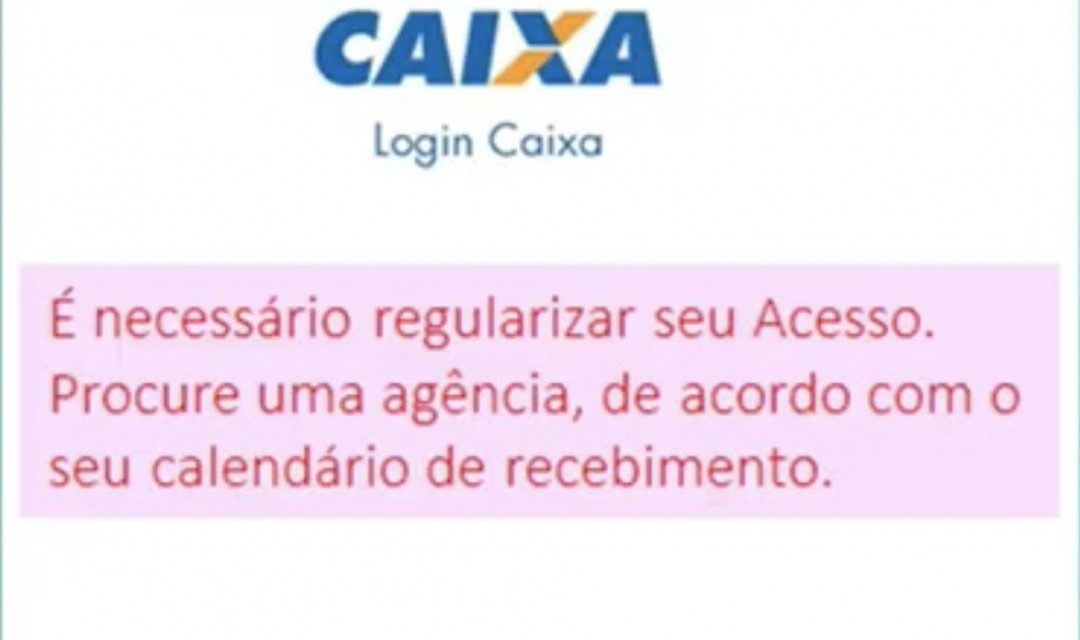 CAIXA
Login Caixa
É necessário regularizar seu Acesso.
Procure uma agência, de acordo com o
seu calendário de recebimento.